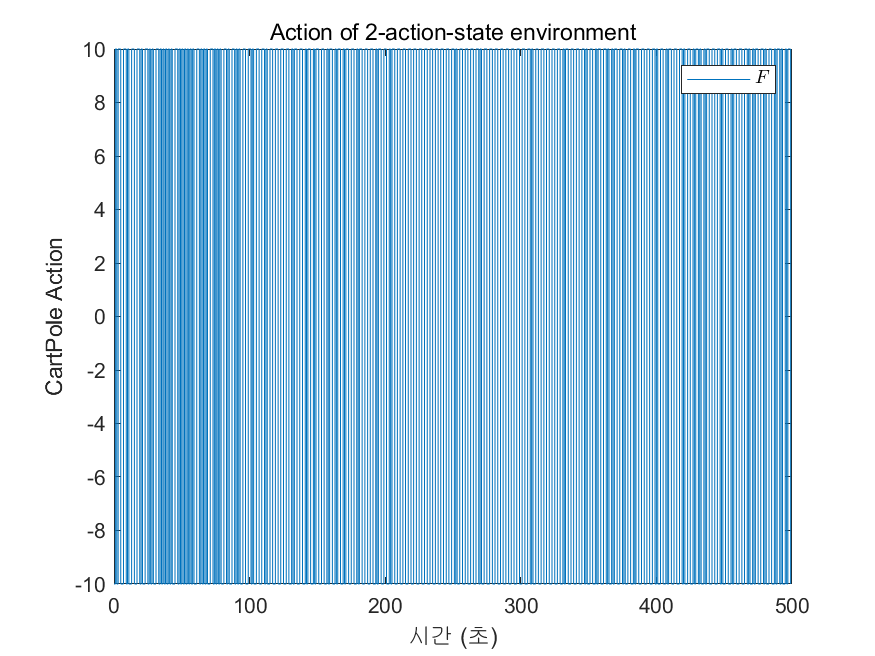 Action of 2-action-state environment
F
10
8
6
4
2
0
-2
-4
-6
-8
-10
CartPole Action
0 100 200 300 400 500
시간 (초)